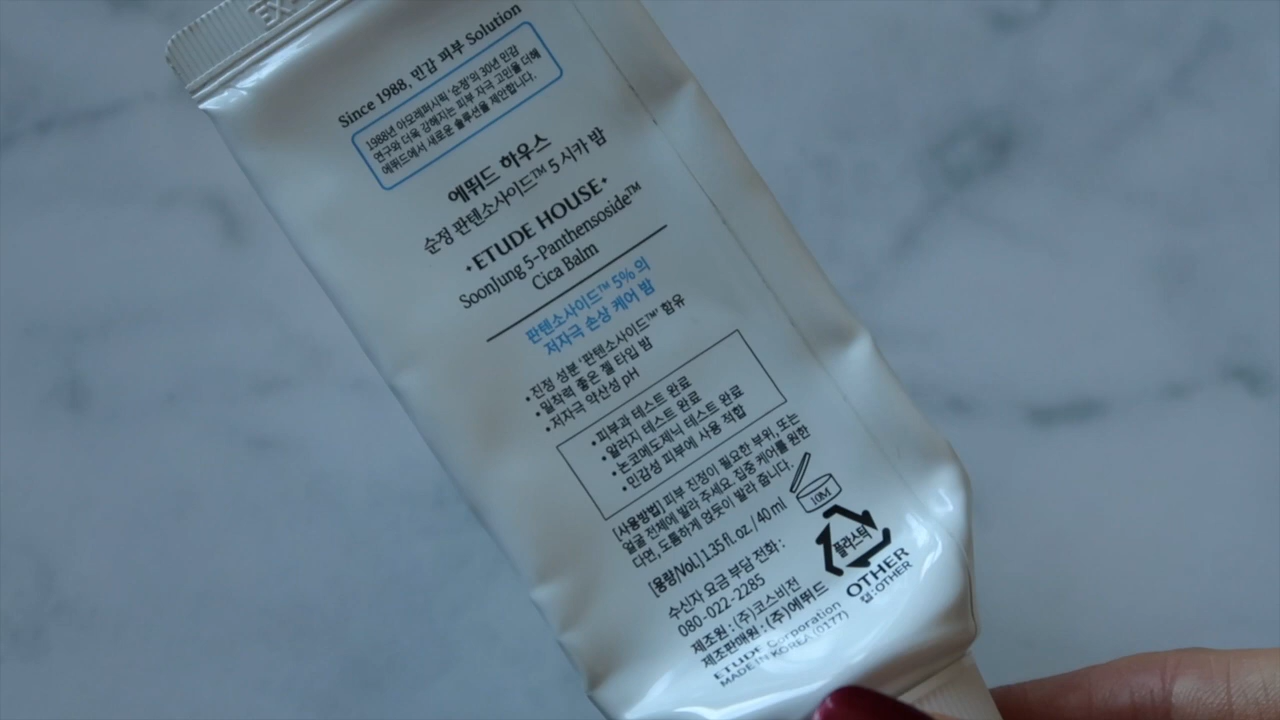 Since 1988, 민감 피부 Solution
1988년 아모레퍼시픽 '순정'의 30년 민감
연구와 더욱 강해지는 피부 자극 고민을 더해
에뛰드에서 새로운 솔루션을 제안합니다.
에뛰드 하우스
순정 판텐소사이드™ 5 시카 밤
•ETUDE HOUSE•
SoonJung 5-Panthensoside™
Cica Balm
판텐소사이드™ 5% 의
저자극 손상 케어 밤
•진정 성분 '판텐소사이드™' 함유
•밀착력 좋은 젤 타입 밤
•저자극 약산성 pH
•피부과 테스트 완료
•알러지 테스트 완료
•논코메도제닉 테스트 완료
•민감성 피부에 사용 적합
[사용방법] 피부 진정이 필요한 부위, 또는
얼굴 전체에 발라 주세요. 집중 케어를 원한
다면, 도톰하게 얹듯이 발라 줍니다.
10M
[용량/Vol.] 1.35 fl. oz. / 40 ml
수신자 요금 부담 전화 :
080-022-2285
플라스틱
OTHER
캡 : OTHER
제조원 : (주)코스비전
제조판매원 : (주)에뛰드
ETUDE Corporation
MADE IN KOREA (0177)